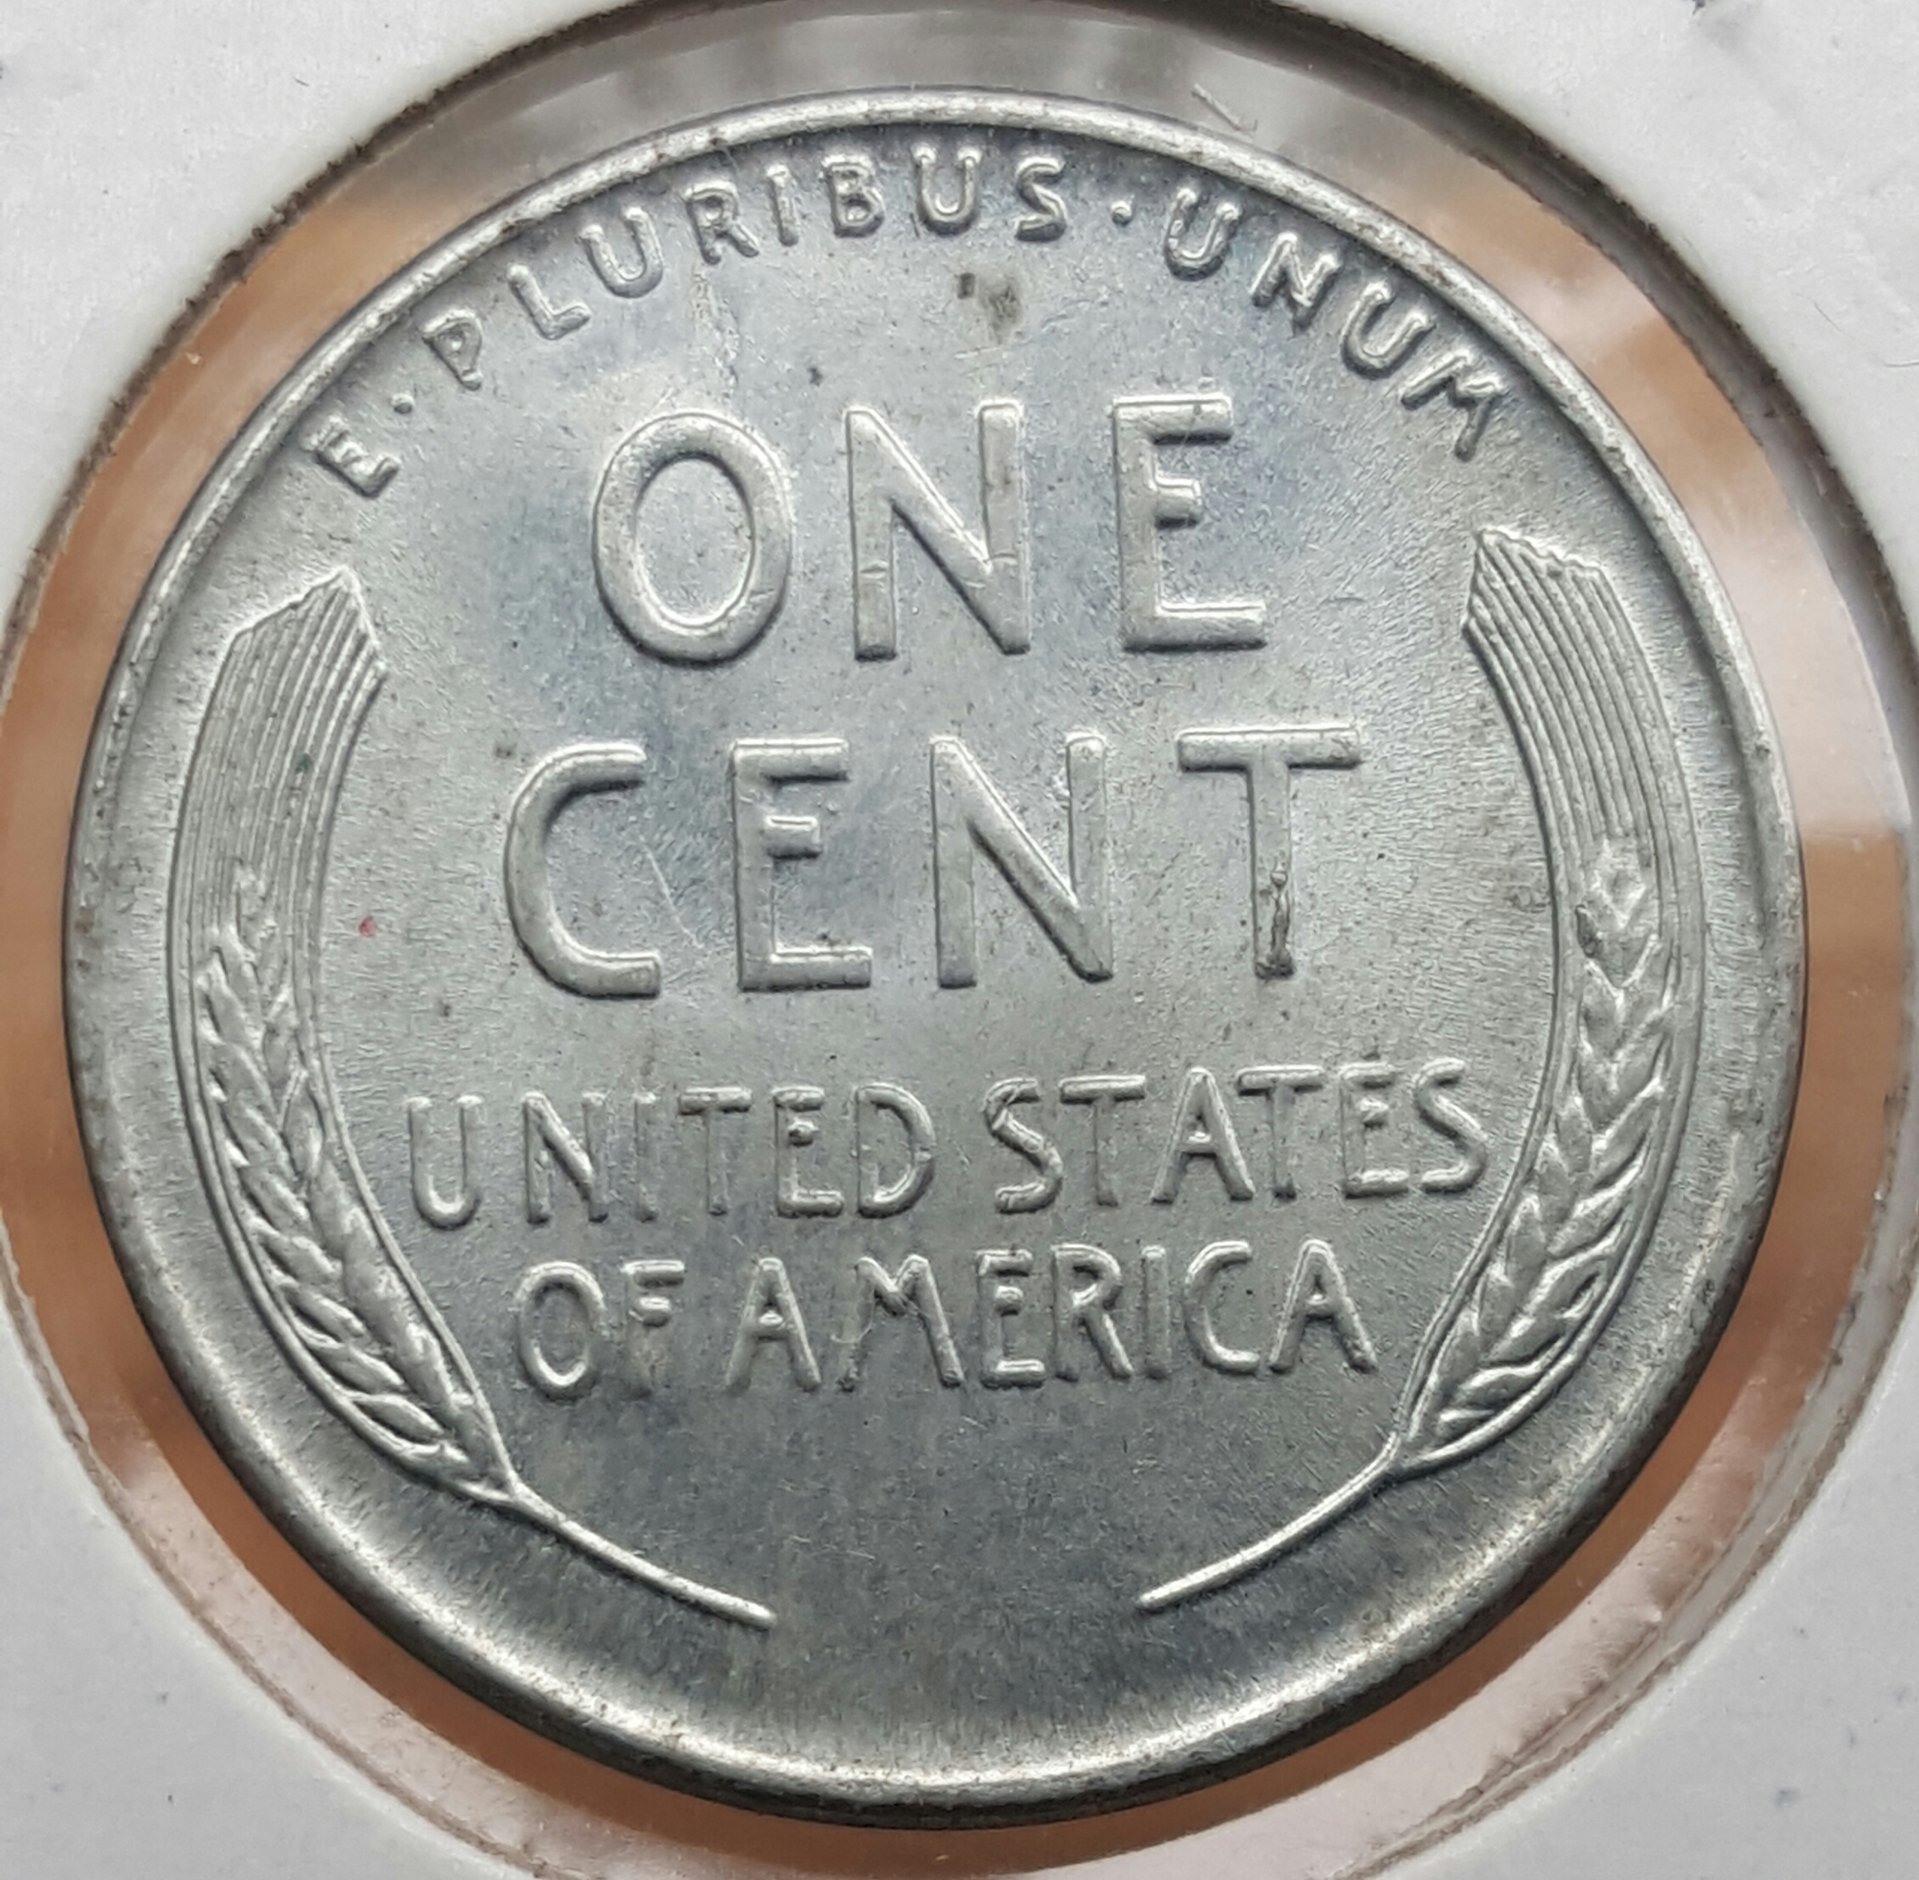 E · PLURIBUS · UNUM
ONE
CENT
UNITED STATES
OF AMERICA